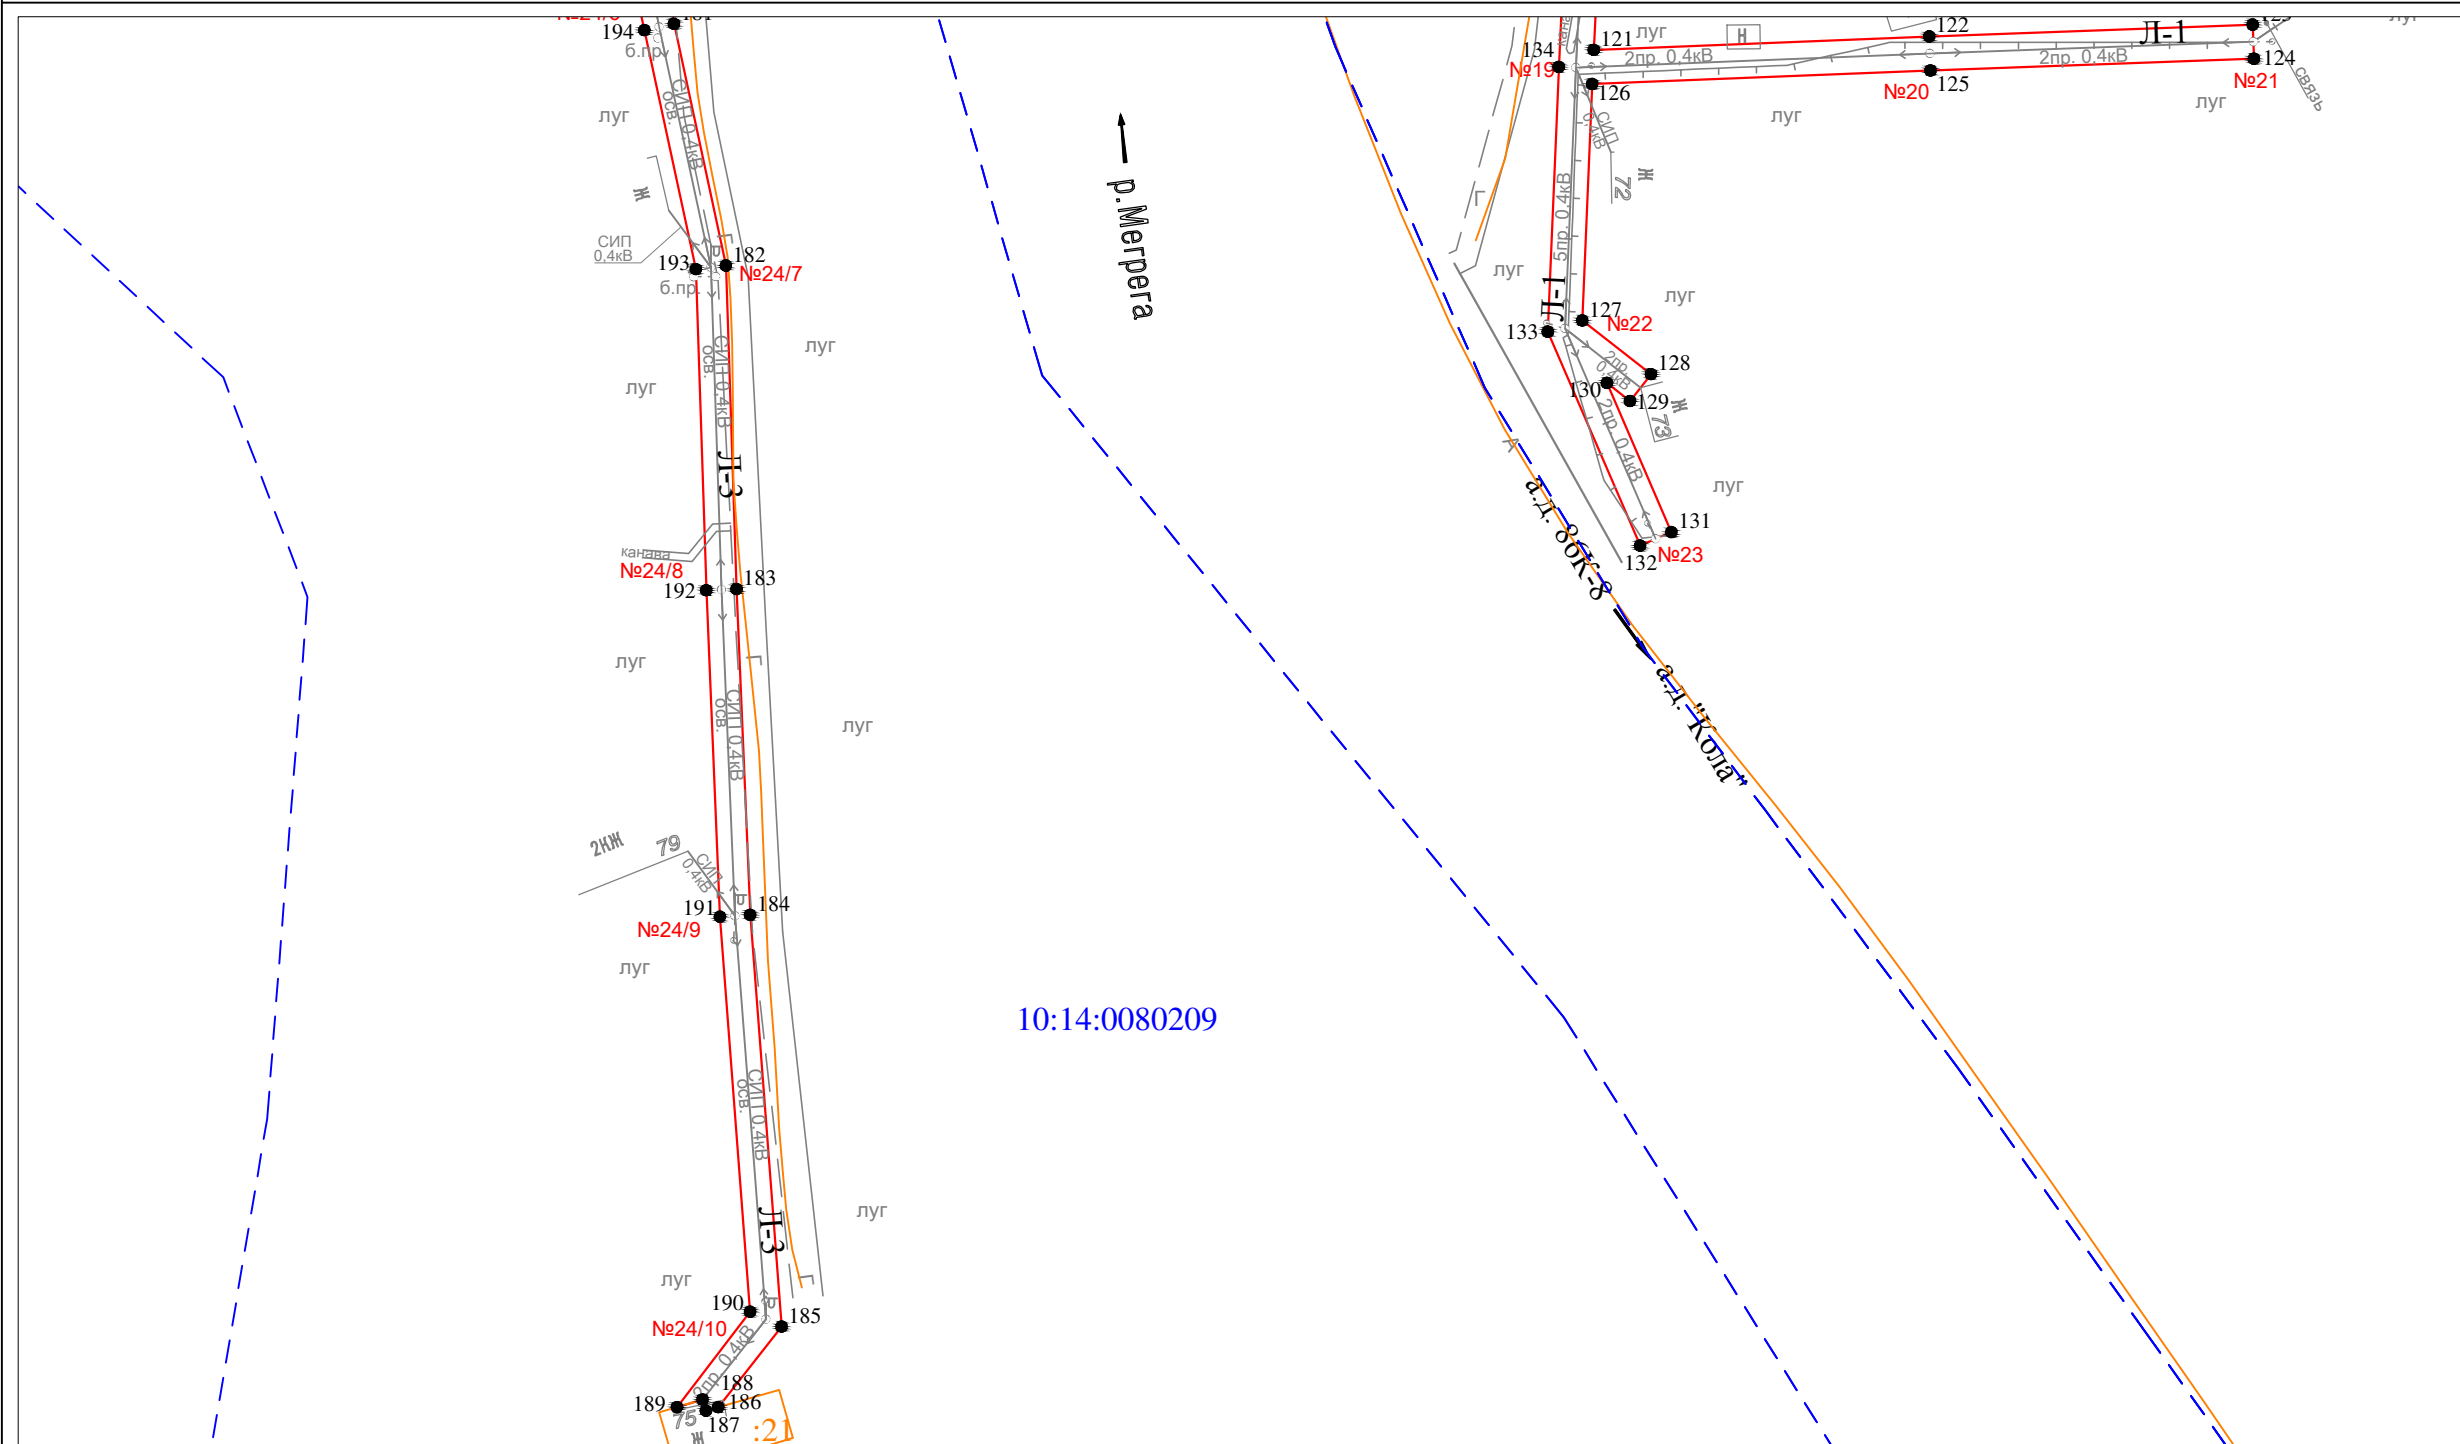 194
б.пр.
луг
СИП 0,4кВ
осв.
Ж
СИП
0,4кВ
193
182
№24/7
б.пр.
СИП 0,4кВ
осв.
луг
луг
Л-3
канава
№24/8
192
183
луг
СИП 0,4кВ
осв.
луг
2КЖ
79
СИП
0,4кВ
191
184
№24/9
луг
СИП 0,4кВ
осв.
Л-3
луг
луг
190
185
№24/10
2пр. 0,4кВ
188
189
186
187
75
Ж
:21
р.Мегрега
10:14:0080209
134
№19
121
луг
Н
122
Л-1
124
№21
2пр. 0,4кВ
2пр. 0,4кВ
126
№20
125
луг
луг
связь
СИП
0,4кВ
72
Ж
Г
5пр. 0,4кВ
луг
Л-1
луг
127
№22
133
128
2пр.
0,4кВ
130
129
Ж
73
2пр. 0,4кВ
луг
131
132
№23
А
а.д. 86К-8
а.д. "Кола"